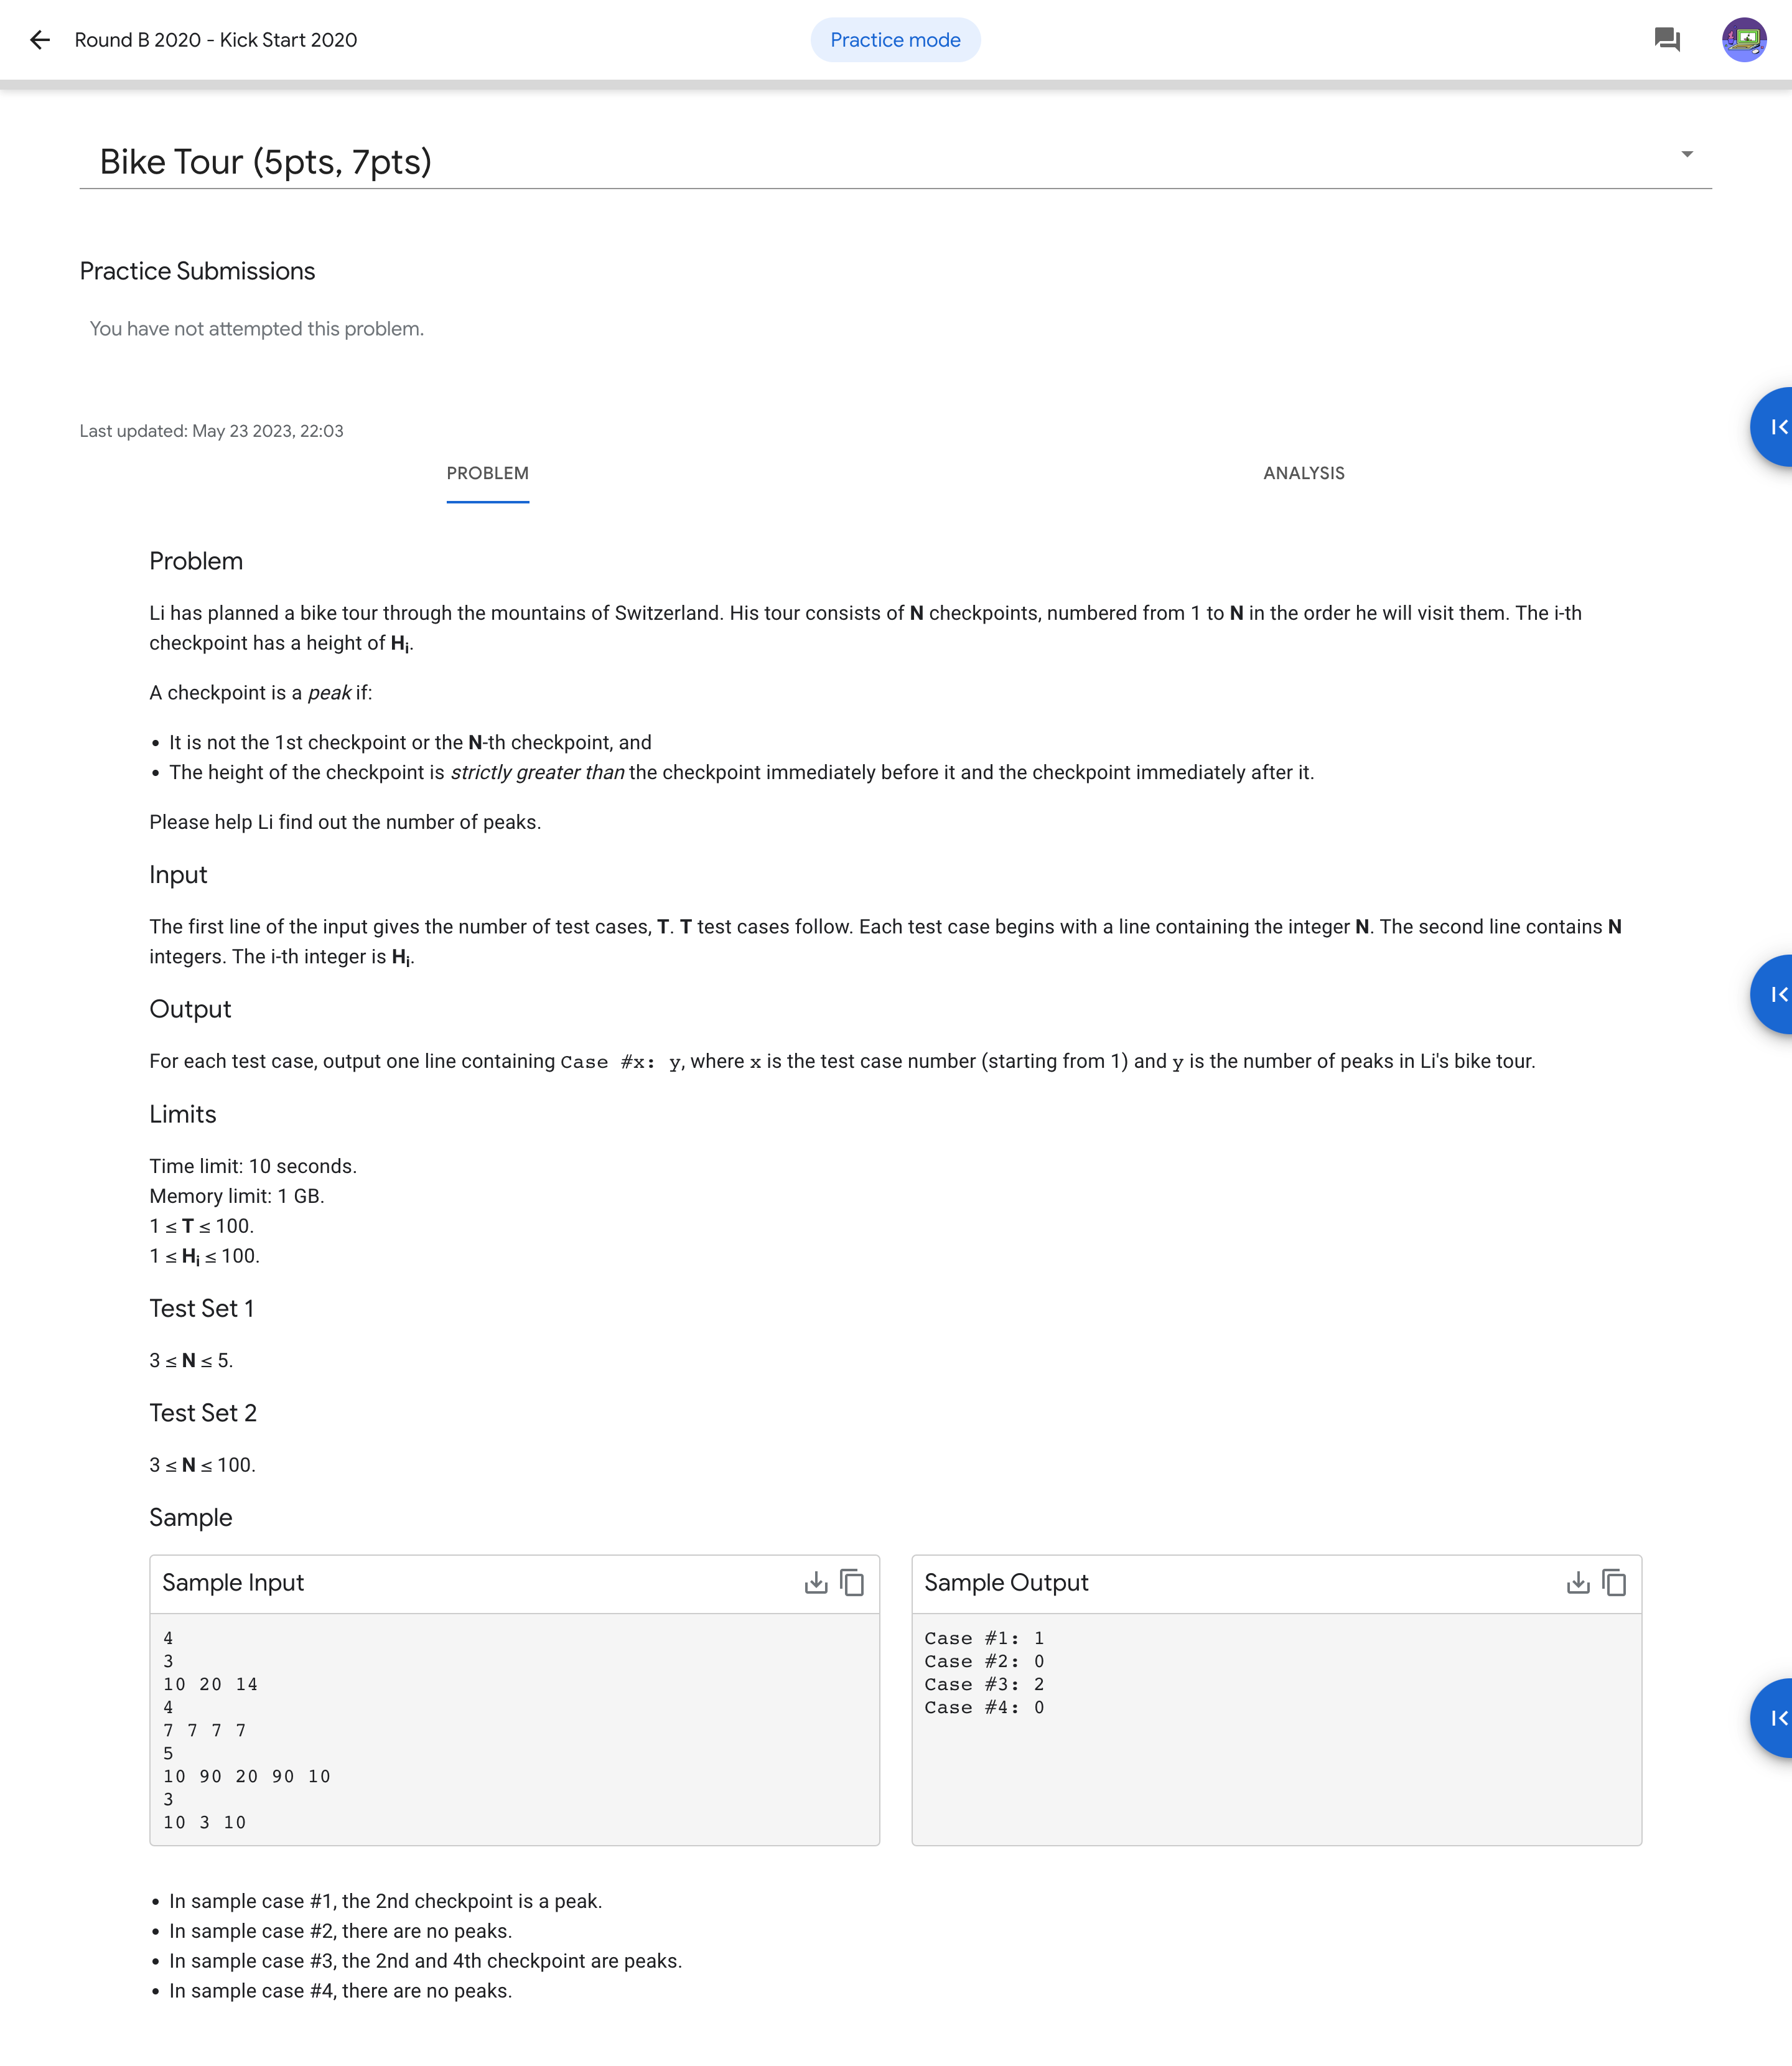 Round B 2020 - Kick Start 2020
Practice mode
Bike Tour (5pts, 7pts)
Practice Submissions
You have not attempted this problem.
Last updated: May 23 2023, 22:03
PROBLEM
ANALYSIS
Problem
Li has planned a bike tour through the mountains of Switzerland. His tour consists of N checkpoints, numbered from 1 to N in the order he will visit them. The i-th
checkpoint has a height of Hi.
A checkpoint is a peak if:
• It is not the 1st checkpoint or the N-th checkpoint, and
• The height of the checkpoint is strictly greater than the checkpoint immediately before it and the checkpoint immediately after it.
Please help Li find out the number of peaks.
Input
The first line of the input gives the number of test cases, T. T test cases follow. Each test case begins with a line containing the integer N. The second line contains N
integers. The i-th integer is Hi.
Output
For each test case, output one line containing Case #x: y, where x is the test case number (starting from 1) and y is the number of peaks in Li's bike tour.
Limits
Time limit: 10 seconds.
Memory limit: 1 GB.
1 ≤ T ≤ 100.
1 ≤ Hi ≤ 100.
Test Set 1
3 ≤ N ≤ 5.
Test Set 2
3 ≤ N ≤ 100.
Sample
Sample Input
4
3
10 20 14
4
7 7 7 7
5
10 90 20 90 10
3
10 3 10
Sample Output
Case #1: 1
Case #2: 0
Case #3: 2
Case #4: 0
• In sample case #1, the 2nd checkpoint is a peak.
• In sample case #2, there are no peaks.
• In sample case #3, the 2nd and 4th checkpoint are peaks.
• In sample case #4, there are no peaks.